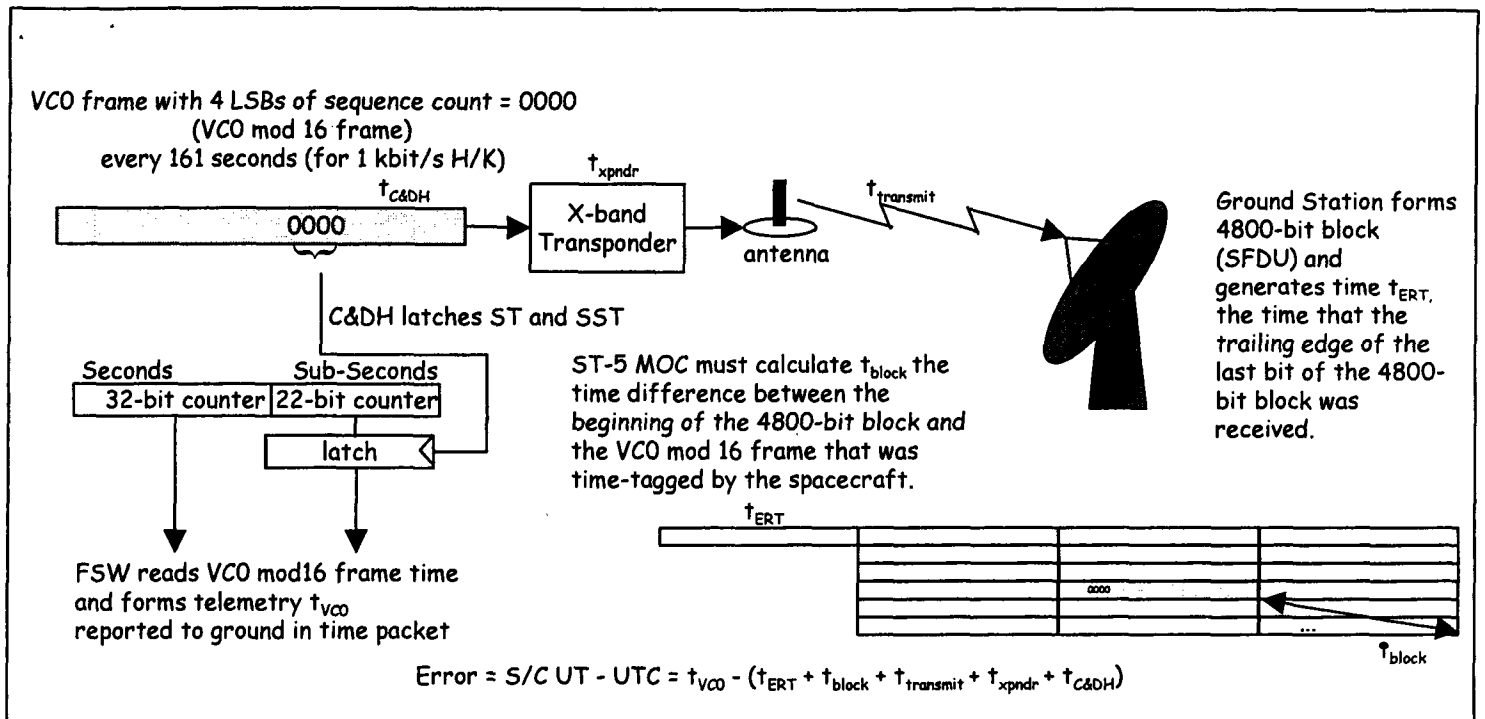 VC0 frame with 4 LSBs of sequence count = 0000
(VC0 mod 16 frame)
every 161 seconds (for 1 kbit/s H/K)
t_C&DH
0000
t_xpndr
X-band
Transponder
antenna
t_transmit
Ground Station forms
4800-bit block
(SFDU) and
generates time t_ERT,
the time that the
trailing edge of the
last bit of the 4800-
bit block was
received.
C&DH latches ST and SST
Seconds
Sub-Seconds
32-bit counter
22-bit counter
latch
ST-5 MOC must calculate t_block the
time difference between the
beginning of the 4800-bit block and
the VC0 mod 16 frame that was
time-tagged by the spacecraft.
FSW reads VC0 mod16 frame time
and forms telemetry t_VC0
reported to ground in time packet
t_ERT
0000
...
t_block
Error = S/C UT - UTC = t_VC0 - (t_ERT + t_block + t_transmit + t_xpndr + t_C&DH)